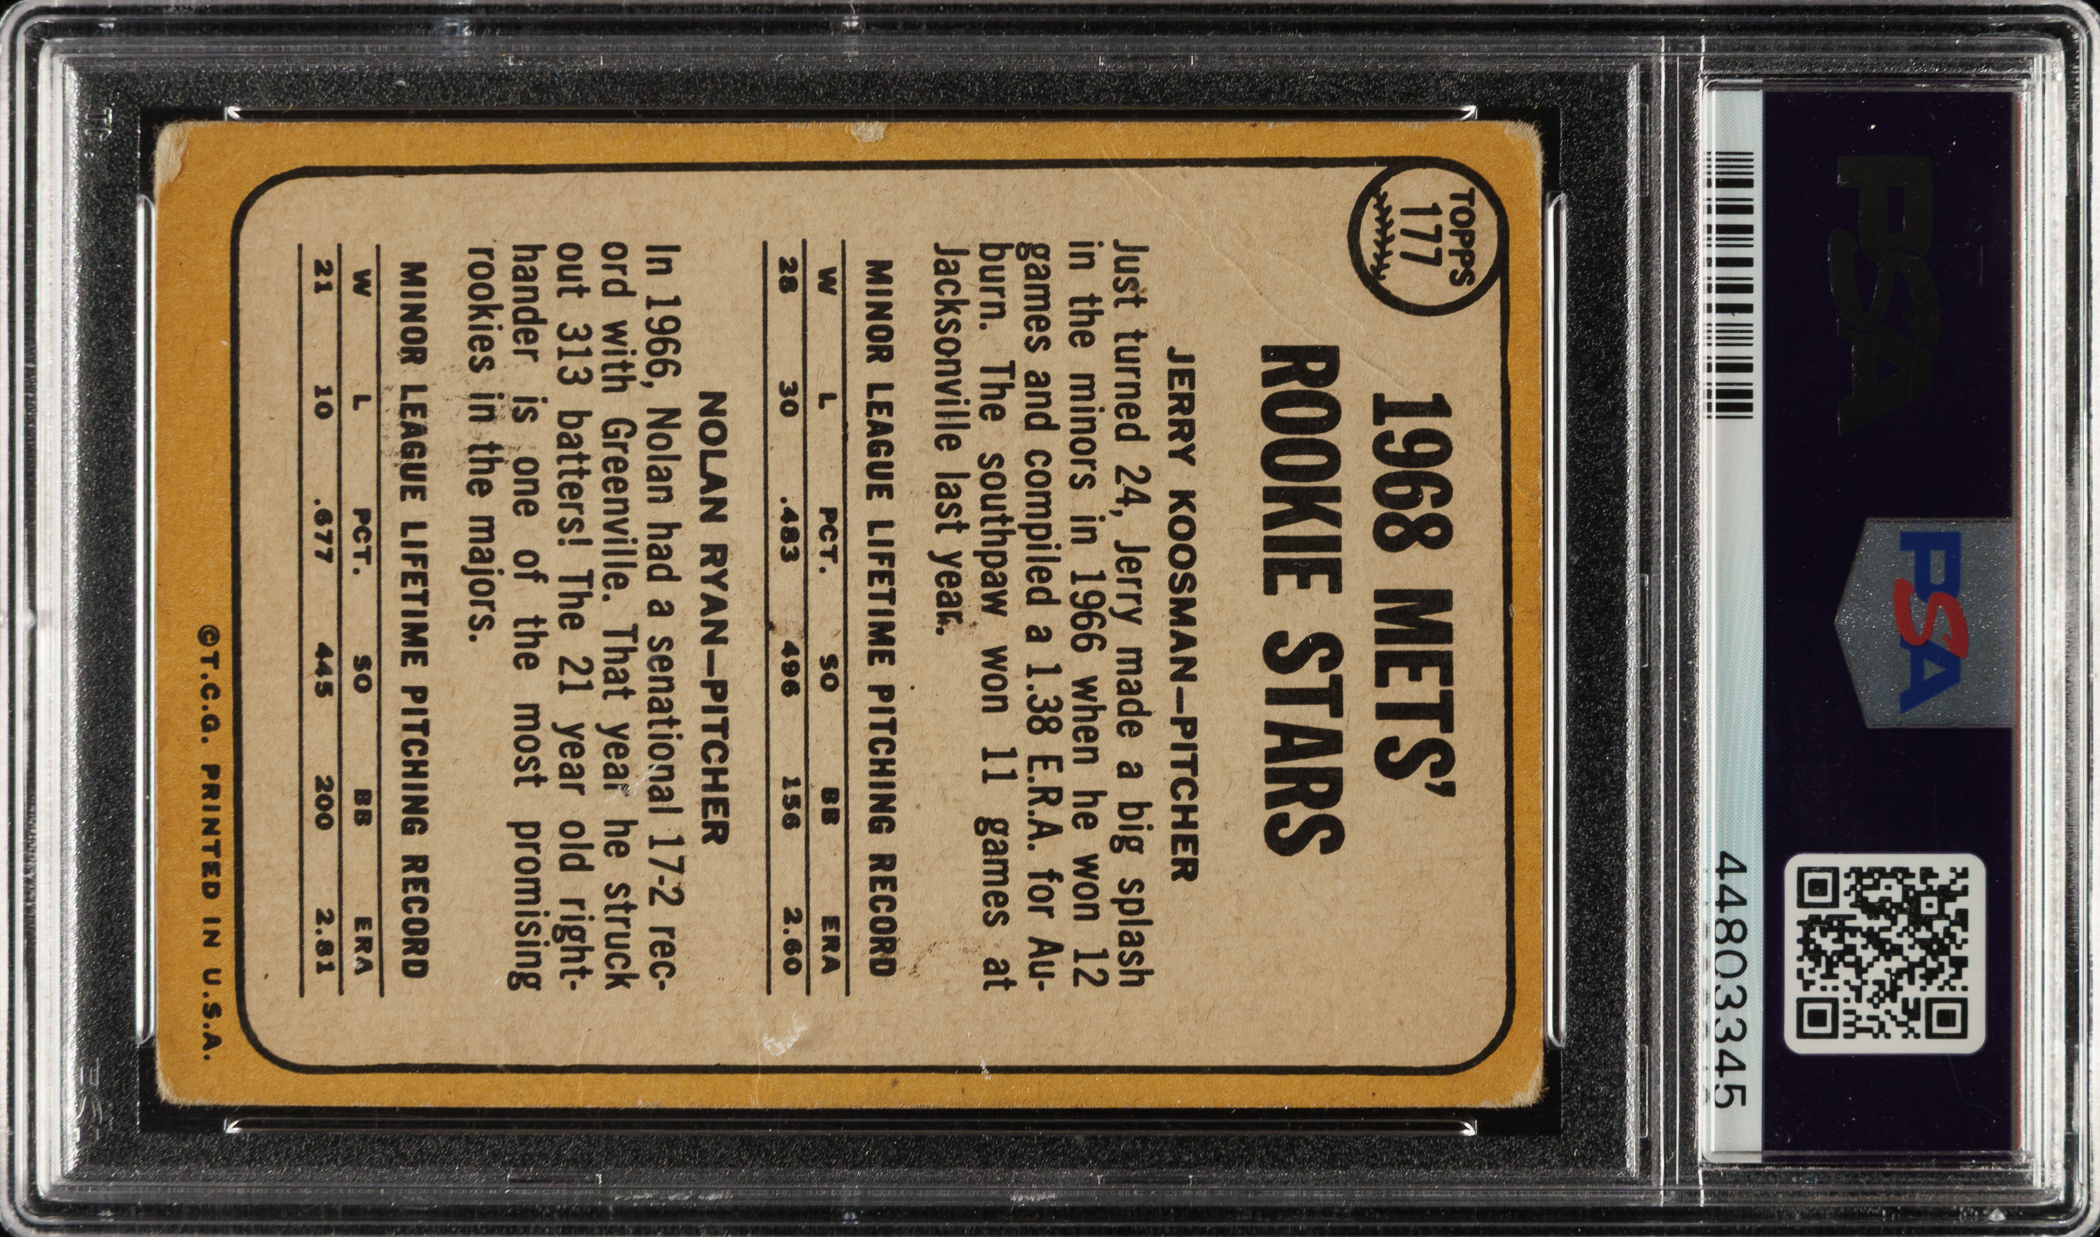 PSA
PSA
44803345
TOPPS
177
1968 METS'
ROOKIE STARS
JERRY KOOSMAN—PITCHER
Just turned 24, Jerry made a big splash
in the minors in 1966 when he won 12
games and compiled a 1.38 E.R.A. for Au-
burn. The southpaw won 11 games at
Jacksonville last year.
MINOR LEAGUE LIFETIME PITCHING RECORD
W L PCT. SO BB ERA
28 30 .483 496 156 2.60
NOLAN RYAN—PITCHER
In 1966, Nolan had a senational 17-2 rec-
ord with Greenville. That year he struck
out 313 batters! The 21 year old right-
hander is one of the most promising
rookies in the majors.
MINOR LEAGUE LIFETIME PITCHING RECORD
W L PCT. SO BB ERA
21 10 .677 445 200 2.81
©T.C.G. PRINTED IN U.S.A.